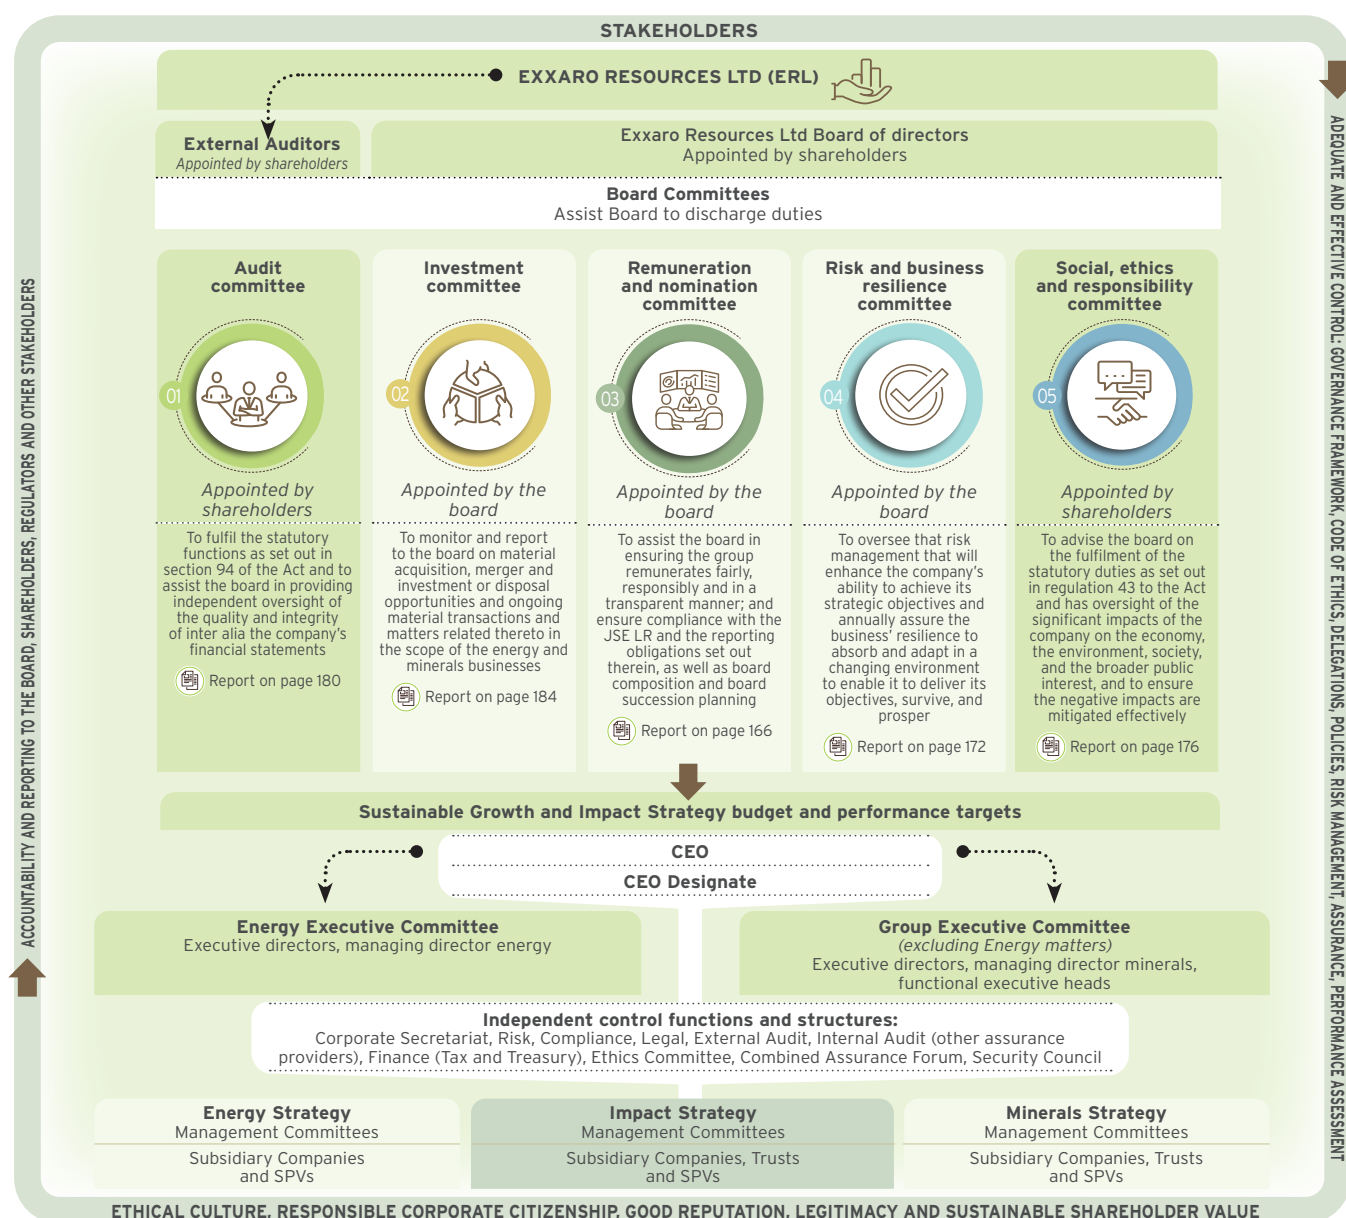 STAKEHOLDERS
EXXARO RESOURCES LTD (ERL)
External Auditors
Appointed by shareholders
Exxaro Resources Ltd Board of directors
Appointed by shareholders
Board Committees
Assist Board to discharge duties
Audit
committee
01
Appointed by
shareholders
To fulfil the statutory
functions as set out in
section 94 of the Act and to
assist the board in providing
independent oversight of
the quality and integrity
of inter alia the company's
financial statements
Report on page 180
Investment
committee
02
Appointed by the
board
To monitor and report
to the board on material
acquisition, merger and
investment or disposal
opportunities and ongoing
material transactions and
matters related thereto in
the scope of the energy and
minerals businesses
Report on page 184
Remuneration
and nomination
committee
03
Appointed by the
board
To assist the board in
ensuring the group
remunerates fairly,
responsibly and in a
transparent manner; and
ensure compliance with the
JSE LR and the reporting
obligations set out
therein, as well as board
composition and board
succession planning
Report on page 166
Risk and business
resilience
committee
04
Appointed by the
board
To oversee that risk
management that will
enhance the company's
ability to achieve its
strategic objectives and
annually assure the
business' resilience to
absorb and adapt in a
changing environment
to enable it to deliver its
objectives, survive, and
prosper
Report on page 172
Social, ethics
and responsibility
committee
05
Appointed by
shareholders
To advise the board on
the fulfilment of the
statutory duties as set out
in regulation 43 to the Act
and has oversight of the
significant impacts of the
company on the economy,
the environment, society,
and the broader public
interest, and to ensure
the negative impacts are
mitigated effectively
Report on page 176
Sustainable Growth and Impact Strategy budget and performance targets
CEO
CEO Designate
Energy Executive Committee
Executive directors, managing director energy
Group Executive Committee
(excluding Energy matters)
Executive directors, managing director minerals,
functional executive heads
Independent control functions and structures:
Corporate Secretariat, Risk, Compliance, Legal, External Audit, Internal Audit (other assurance
providers), Finance (Tax and Treasury), Ethics Committee, Combined Assurance Forum, Security Council
Energy Strategy
Management Committees
Subsidiary Companies
and SPVs
Impact Strategy
Management Committees
Subsidiary Companies, Trusts
and SPVs
Minerals Strategy
Management Committees
Subsidiary Companies, Trusts
and SPVs
ACCOUNTABILITY AND REPORTING TO THE BOARD, SHAREHOLDERS, REGULATORS AND OTHER STAKEHOLDERS
ADEQUATE AND EFFECTIVE CONTROL: GOVERNANCE FRAMEWORK, CODE OF ETHICS, DELEGATIONS, POLICIES, RISK MANAGEMENT, ASSURANCE, PERFORMANCE ASSESSMENT
ETHICAL CULTURE, RESPONSIBLE CORPORATE CITIZENSHIP, GOOD REPUTATION, LEGITIMACY AND SUSTAINABLE SHAREHOLDER VALUE